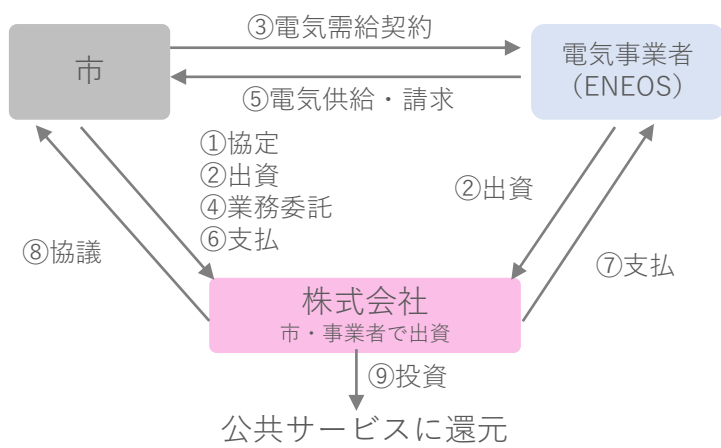 ③電気需給契約
市
電気事業者
（ENEOS）
⑤電気供給・請求
①協定
②出資
④業務委託
⑥支払
②出資
⑧協議
⑦支払
株式会社
市・事業者で出資
⑨投資
公共サービスに還元